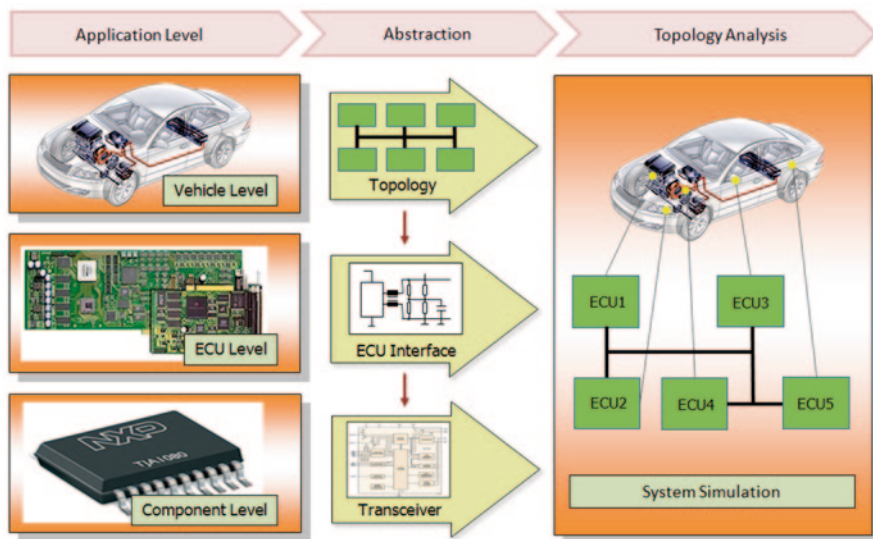 Application Level
Abstraction
Topology Analysis
Vehicle Level
Topology
ECU Level
ECU Interface
NXP
TJA1080
Component Level
Transceiver
ECU1
ECU3
ECU2
ECU4
ECU5
System Simulation